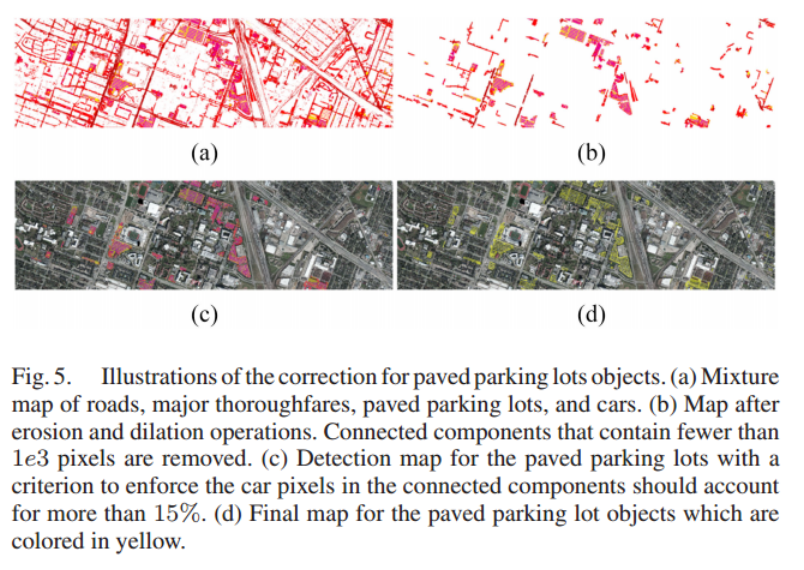 (a)
(b)
(c)
(d)
Fig. 5. Illustrations of the correction for paved parking lots objects. (a) Mixture
map of roads, major thoroughfares, paved parking lots, and cars. (b) Map after
erosion and dilation operations. Connected components that contain fewer than
1e3 pixels are removed. (c) Detection map for the paved parking lots with a
criterion to enforce the car pixels in the connected components should account
for more than 15%. (d) Final map for the paved parking lot objects which are
colored in yellow.